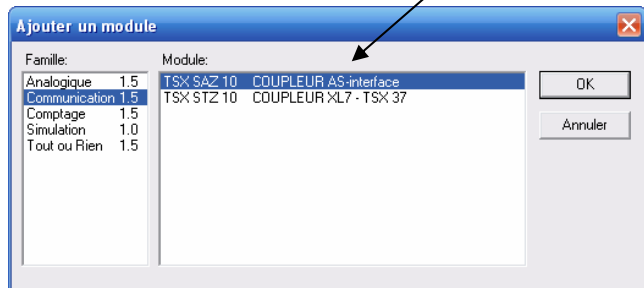 Ajouter un module
Famille:
Module:
Analogique 1.5
Communication 1.5
Comptage 1.5
Simulation 1.0
Tout ou Rien 1.5
TSX SAZ 10 COUPLEUR AS-interface
TSX STZ 10 COUPLEUR XL7 - TSX 37
OK
Annuler